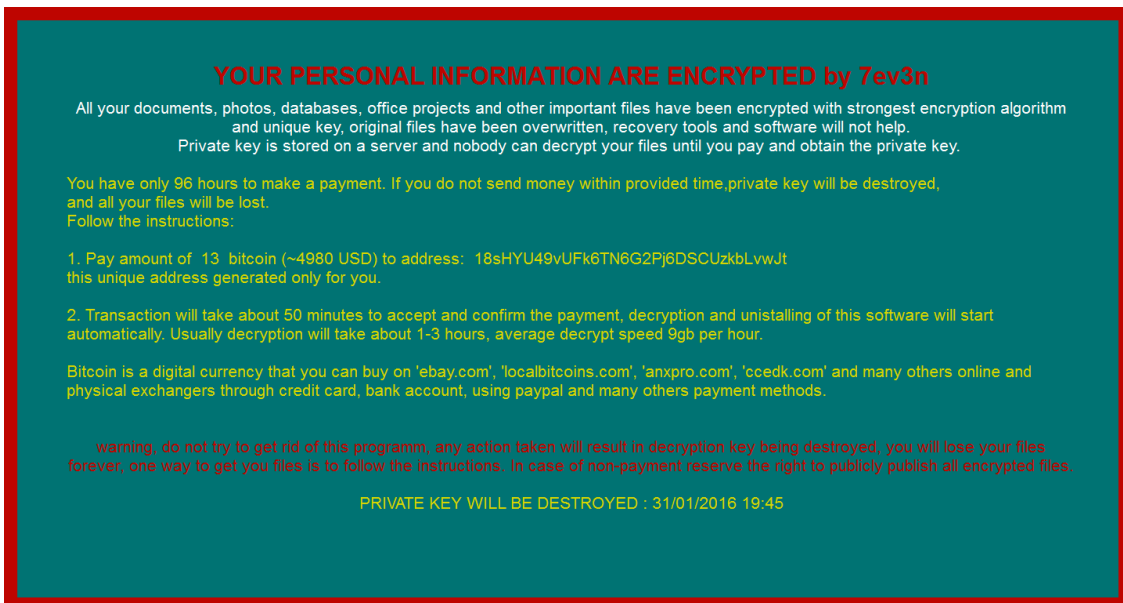 YOUR PERSONAL INFORMATION ARE ENCRYPTED by 7ev3n
All your documents, photos, databases, office projects and other important files have been encrypted with strongest encryption algorithm
and unique key, original files have been overwritten, recovery tools and software will not help.
Private key is stored on a server and nobody can decrypt your files until you pay and obtain the private key.
You have only 96 hours to make a payment. If you do not send money within provided time,private key will be destroyed,
and all your files will be lost.
Follow the instructions:
1. Pay amount of  13  bitcoin (~4980 USD) to address:  18sHYU49vUFk6TN6G2Pj6DSCUzkbLvwJt
this unique address generated only for you.
2. Transaction will take about 50 minutes to accept and confirm the payment, decryption and unistalling of this software will start
automatically. Usually decryption will take about 1-3 hours, average decrypt speed 9gb per hour.
Bitcoin is a digital currency that you can buy on 'ebay.com', 'localbitcoins.com', 'anxpro.com', 'ccedk.com' and many others online and
physical exchangers through credit card, bank account, using paypal and many others payment methods.
warning, do not try to get rid of this programm, any action taken will result in decryption key being destroyed, you will lose your files
forever, one way to get you files is to follow the instructions. In case of non-payment reserve the right to publicly publish all encrypted files.
PRIVATE KEY WILL BE DESTROYED : 31/01/2016 19:45